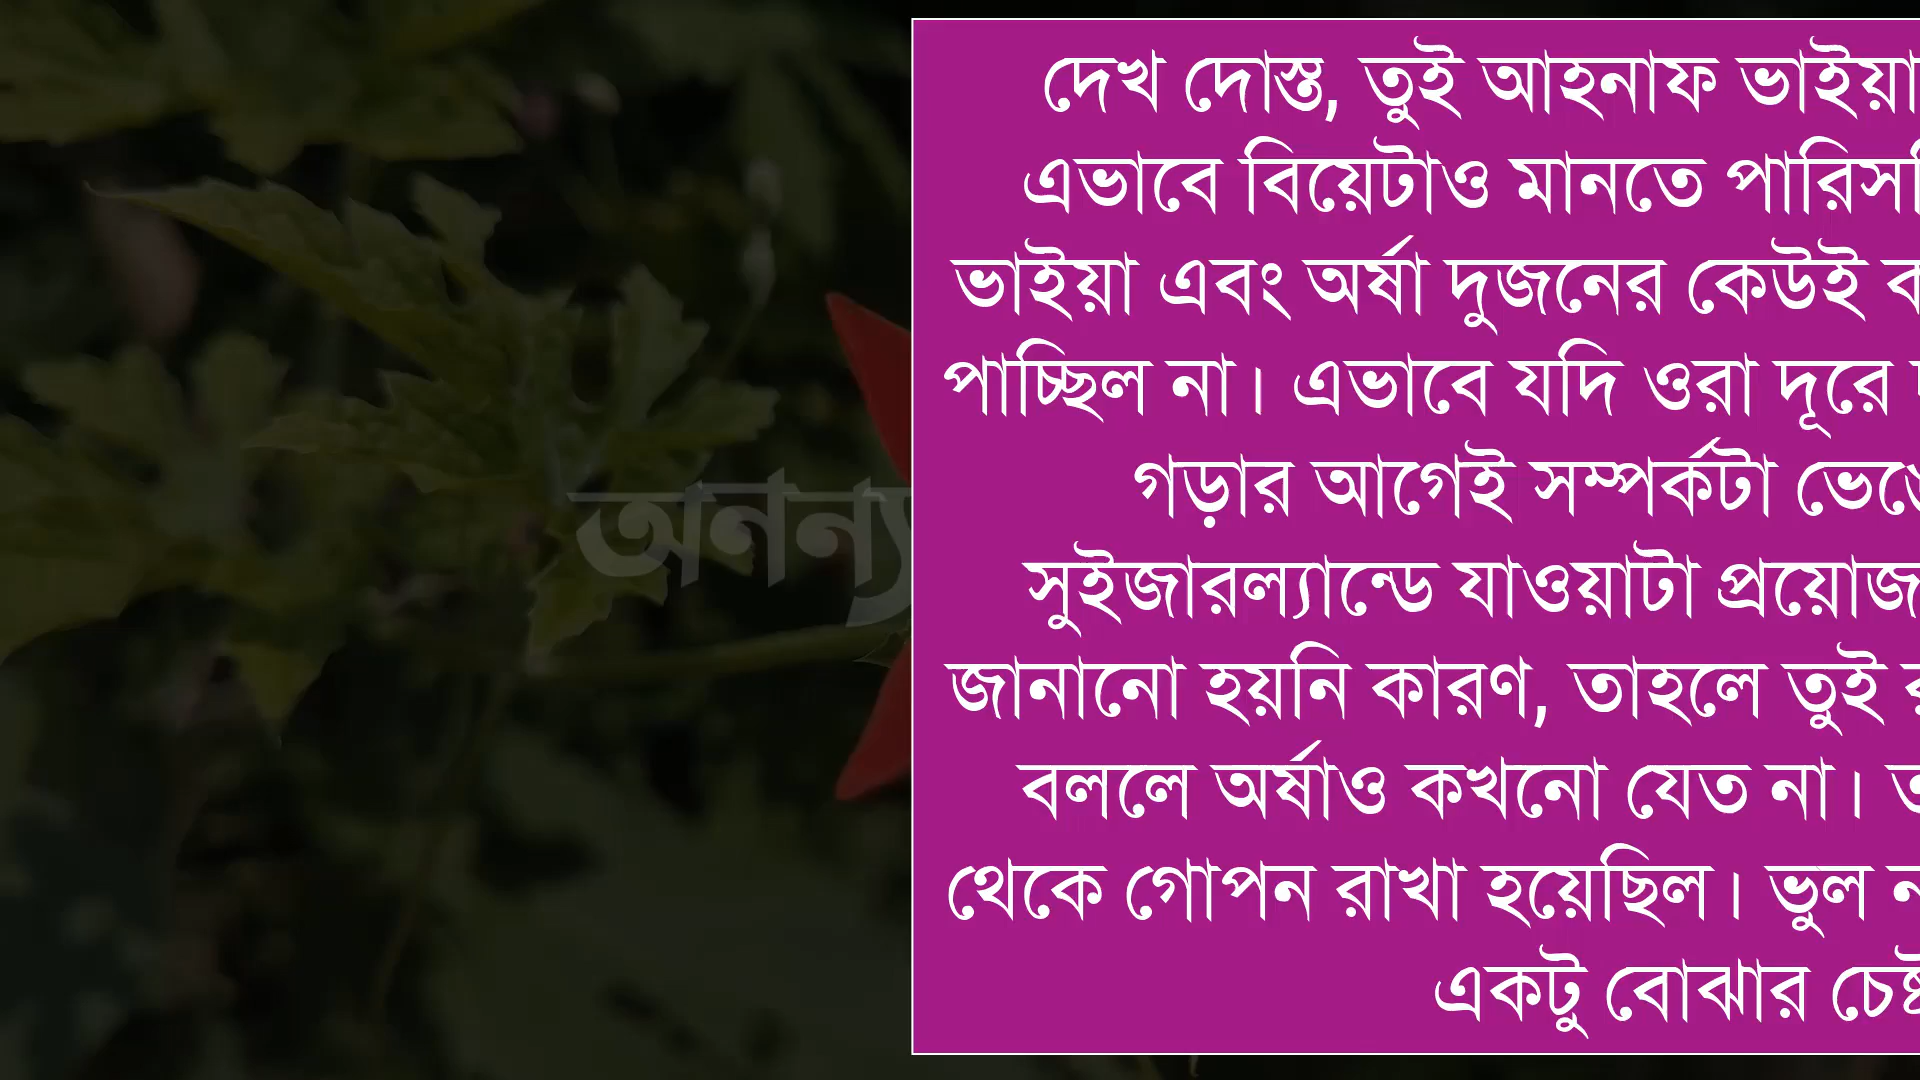 দেখ দোস্ত, তুই আহনাফ ভাইয়া
এভাবে বিয়েটাও মানতে
ভাইয়া এবং অর্ষা দুজনের কেউই
পাচ্ছিল না। এভাবে যদি ওরা দূরে
গড়ার আগেই সম্পর্কটা
সুইজারল্যান্ডে যাওয়াটা
জানানো হয়নি কারণ, তাহলে তুই
বললে অর্ষাও কখনো যেত না।
থেকে গোপন রাখা হয়েছিল। ভুল
একটু বোঝার
অনন্য